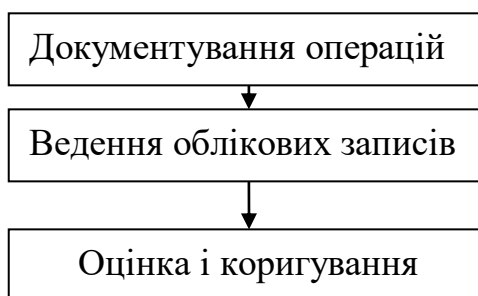 Документування операцій
Ведення облікових записів
Оцінка і коригування